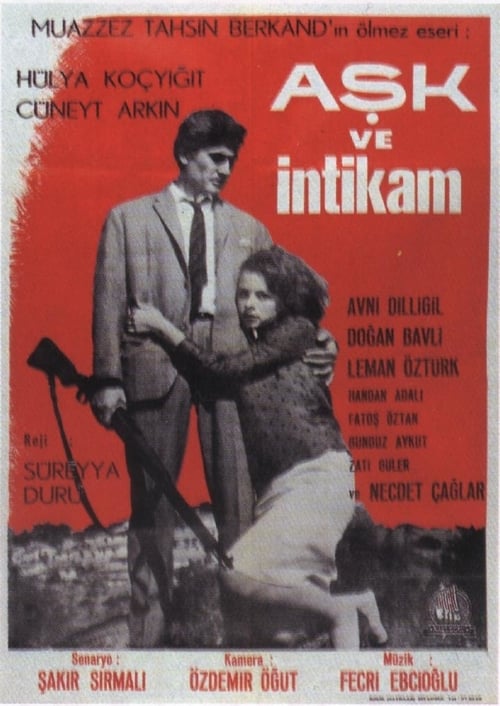 MUAZZEZ TAHSİN BERKAND'ın ölmez eseri :
HÜLYA KOÇYİĞİT
CÜNEYT ARKIN
AŞK
VE
intikam
AVNİ DİLLİGİL
DOĞAN BAVLİ
LEMAN ÖZTÜRK
HANDAN ADALI
FATOŞ ÖZTAN
GÜNDÜZ AYKUT
ZATİ GÜLER
ve NECDET ÇAĞLAR
Reji :
SÜREYYA
DURU
Senaryo :
ŞAKİR SIRMALI
Kamera :
ÖZDEMİR ÖĞÜT
Müzik :
FECRİ EBCİOĞLU